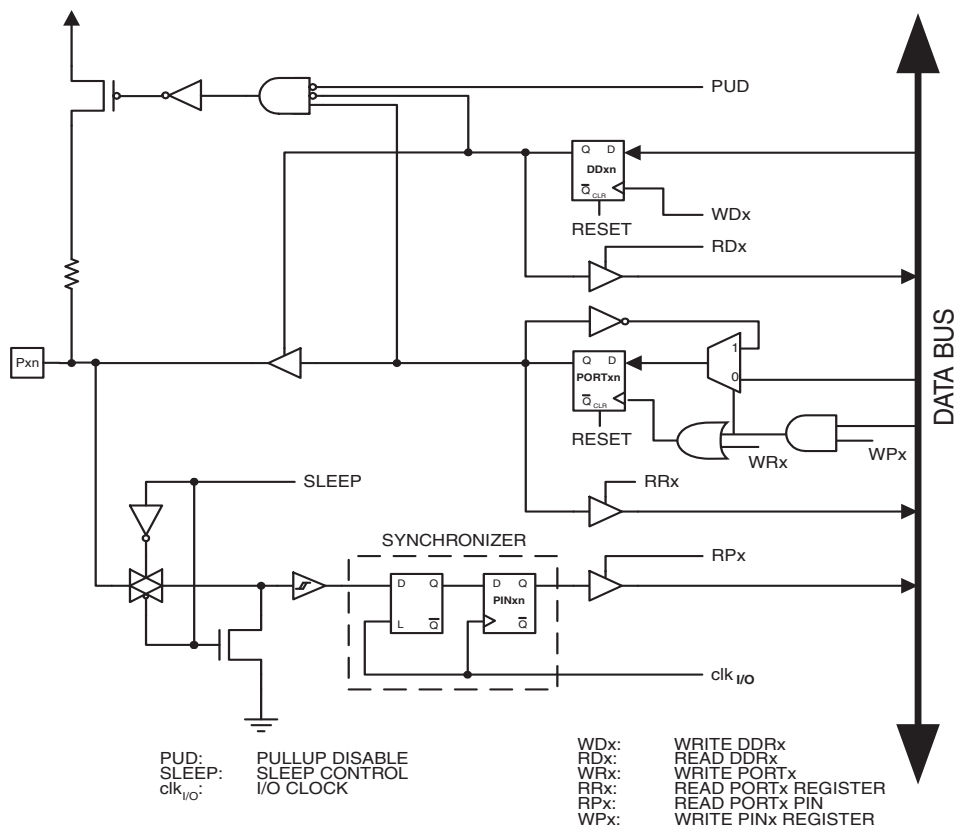 PUD
Q D
DDxn
Q CLR
WDx
RESET
RDx
Pxn
1
Q D
PORTxn
0
Q CLR
RESET
WRx
WPx
DATA BUS
SLEEP
RRx
SYNCHRONIZER
RPx
D Q
D Q
PINxn
L Q
Q
clk I/O
PUD: PULLUP DISABLE
SLEEP: SLEEP CONTROL
clkI/O: I/O CLOCK
WDx: WRITE DDRx
RDx: READ DDRx
WRx: WRITE PORTx
RRx: READ PORTx REGISTER
RPx: READ PORTx PIN
WPx: WRITE PINx REGISTER